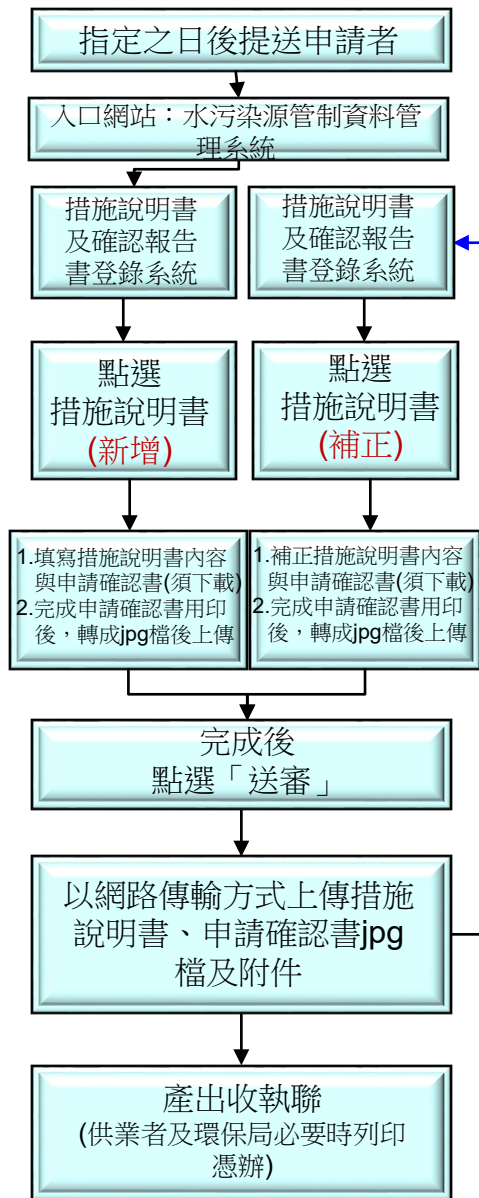 指定之日後提送申請者
入口網站：水污染源管制資料管
理系統
措施說明書
及確認報告
書登錄系統
措施說明書
及確認報告
書登錄系統
點選
措施說明書
(新增)
點選
措施說明書
(補正)
1.填寫措施說明書內容
與申請確認書(須下載)
2.完成申請確認書用印
後，轉成jpg檔後上傳
1.補正措施說明書內容
與申請確認書(須下載)
2.完成申請確認書用印
後，轉成jpg檔後上傳
完成後
點選「送審」
以網路傳輸方式上傳措施
說明書、申請確認書jpg
檔及附件
產出收執聯
(供業者及環保局必要時列印
憑辦)